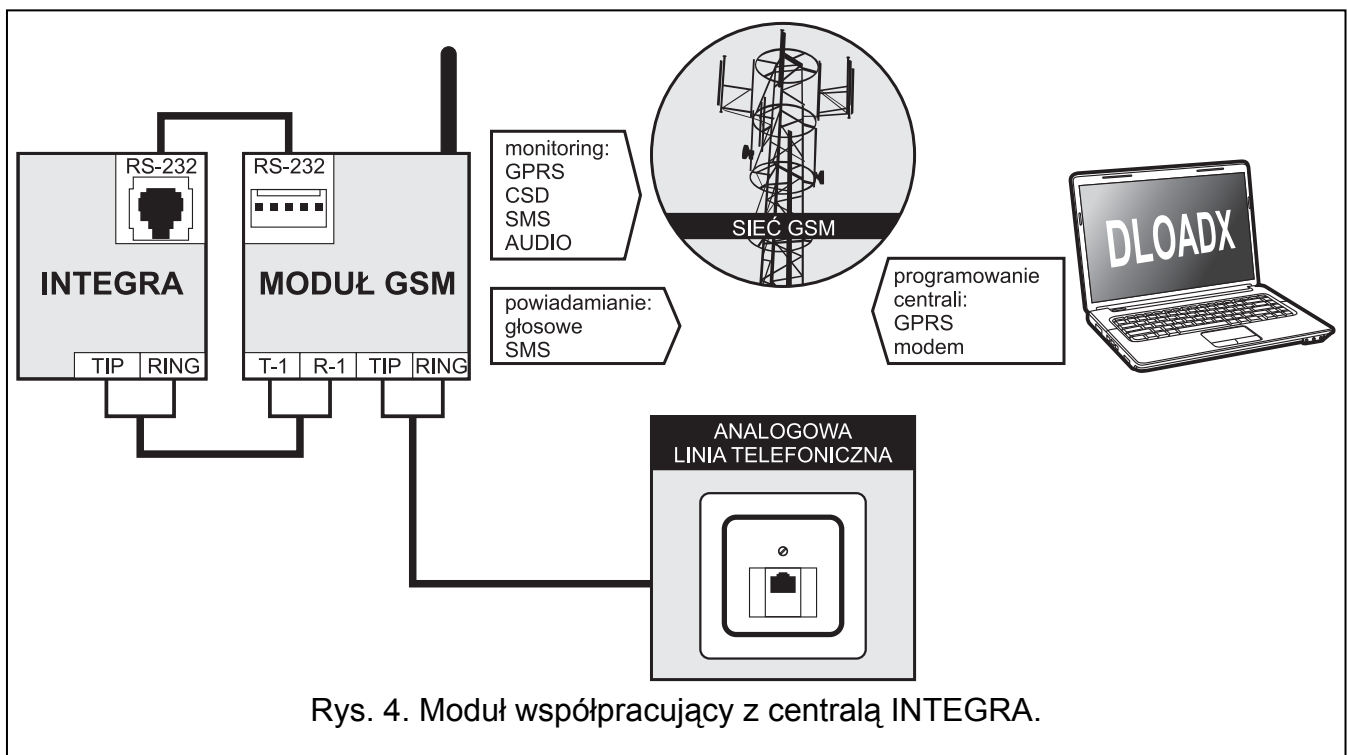 RS-232
RS-232
INTEGRA
MODUŁ GSM
TIP RING
T-1 R-1 TIP RING
monitoring:
GPRS
CSD
SMS
AUDIO
powiadamianie:
głosowe
SMS
SIEĆ GSM
programowanie
centrali:
GPRS
modem
DLOADX
ANALOGOWA
LINIA TELEFONICZNA
Rys. 4. Moduł współpracujący z centralą INTEGRA.